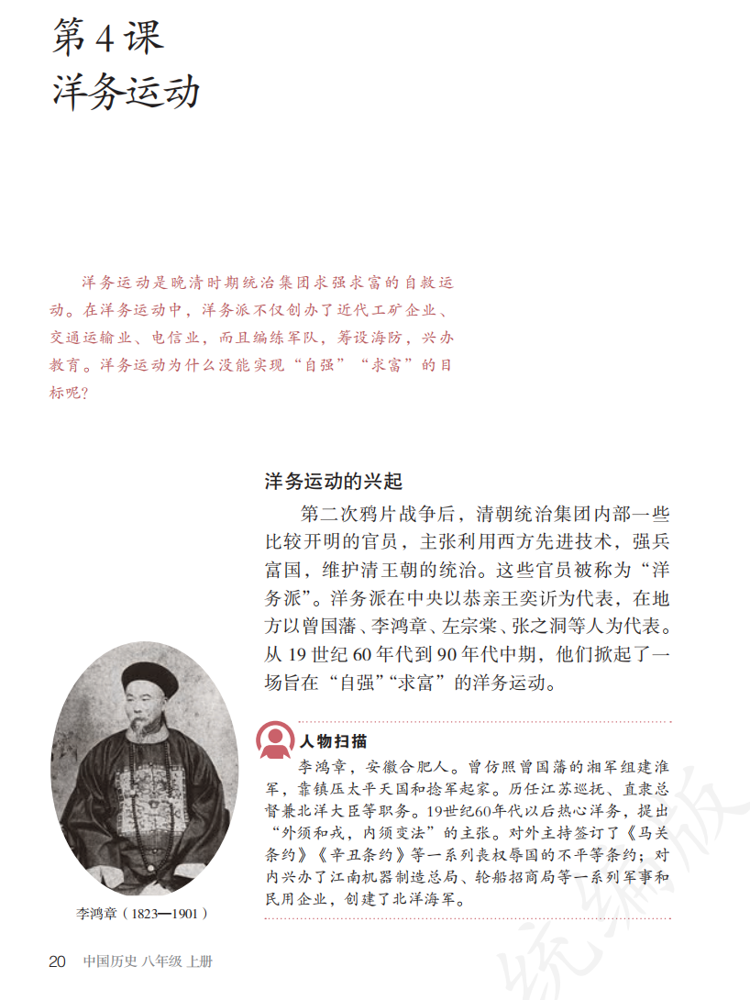 第 4 课
洋务运动
洋务运动是晚清时期统治集团求强求富的自救运
动。在洋务运动中，洋务派不仅创办了近代工矿企业、
交通运输业、电信业，而且编练军队，筹设海防，兴办
教育。洋务运动为什么没能实现“自强”“求富”的目
标呢？
洋务运动的兴起
第二次鸦片战争后，清朝统治集团内部一些
比较开明的官员，主张利用西方先进技术，强兵
富国，维护清王朝的统治。这些官员被称为“洋
务派”。洋务派在中央以恭亲王奕䜣为代表，在地
方以曾国藩、李鸿章、左宗棠、张之洞等人为代表。
从 19 世纪 60 年代到 90 年代中期，他们掀起了一
场旨在“自强”“求富”的洋务运动。
人物扫描
李鸿章，安徽合肥人。曾仿照曾国藩的湘军组建淮
军，靠镇压太平天国和捻军起家。历任江苏巡抚、直隶总
督兼北洋大臣等职务。19世纪60年代以后热心洋务，提出
“外须和戎，内须变法”的主张。对外主持签订了《马关
条约》《辛丑条约》等一系列丧权辱国的不平等条约；对
内兴办了江南机器制造总局、轮船招商局等一系列军事和
民用企业，创建了北洋海军。
李鸿章（1823—1901）
20 中国历史 八年级 上册
统编版